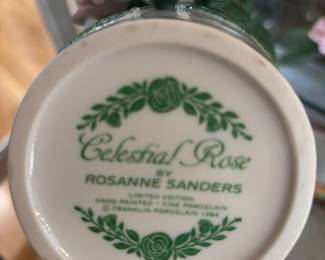 Celestial Rose
BY
ROSANNE SANDERS
LIMITED EDITION
HAND PAINTED • FINE PORCELAIN
© FRANKLIN PORCELAIN 1984